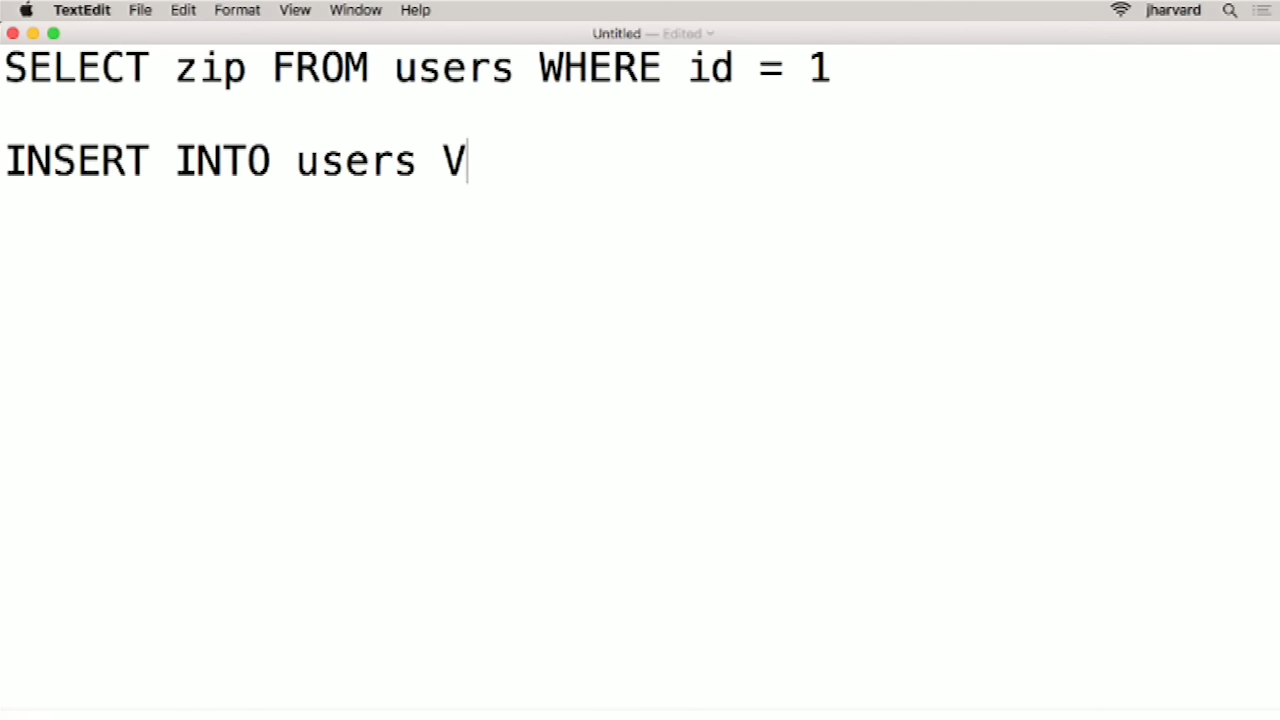 TextEdit File Edit Format View Window Help jharvard
Untitled — Edited
SELECT zip FROM users WHERE id = 1
INSERT INTO users V